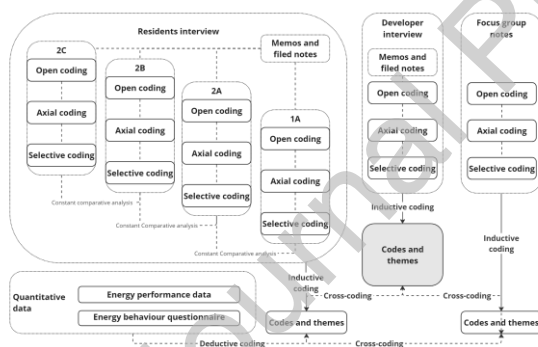 Residents interview
Developer
interview
Focus group
notes
2C
Open coding
Axial coding
Selective coding
2B
Open coding
Axial coding
Selective coding
2A
Open coding
Axial coding
Selective coding
Memos and
filed notes
1A
Open coding
Axial coding
Selective coding
Memos and
filed notes
Open coding
Axial coding
Selective coding
Open coding
Axial coding
Selective coding
Constant comparative analysis
Constant Comparative analysis
Constant Comparative analysis
Inductive coding
Codes and
themes
Inductive
coding
Inductive
coding
Quantitative
data
Energy performance data
Energy behaviour questionnaire
Cross-coding
Cross-coding
Codes and themes
Codes and themes
Deductive coding
Cross-coding
Journal P